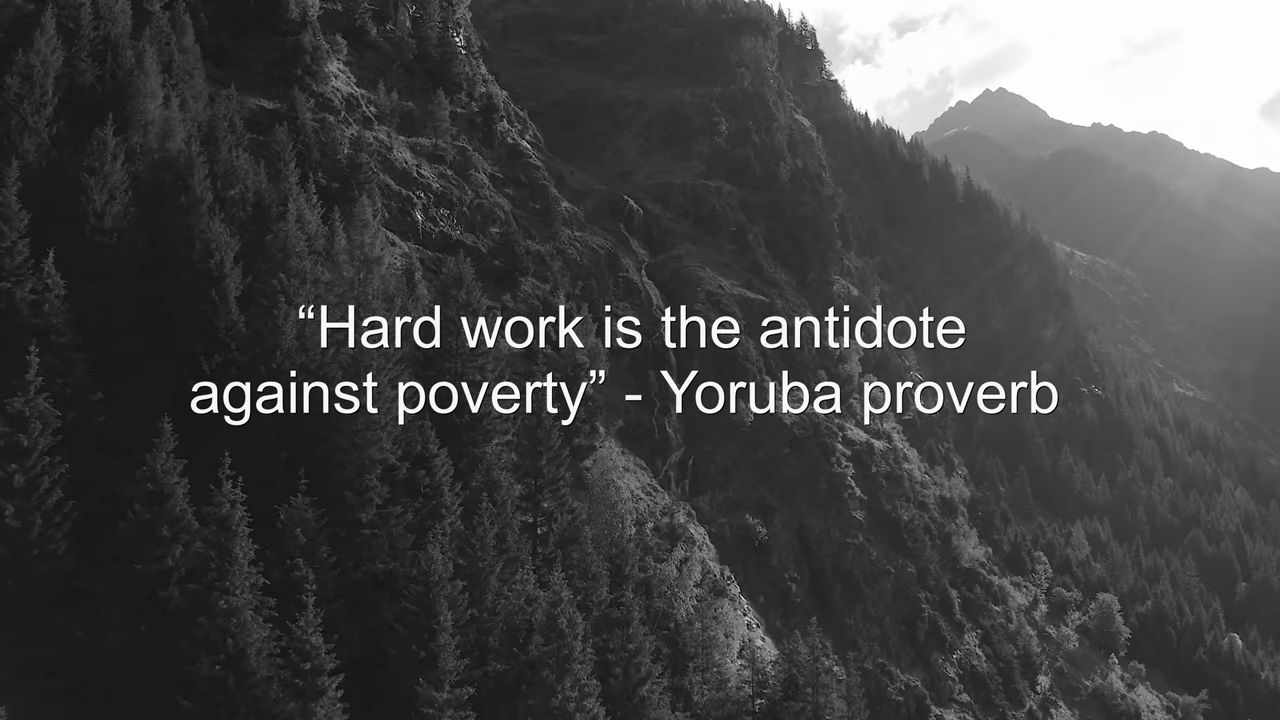 “Hard work is the antidote
against poverty” - Yoruba proverb